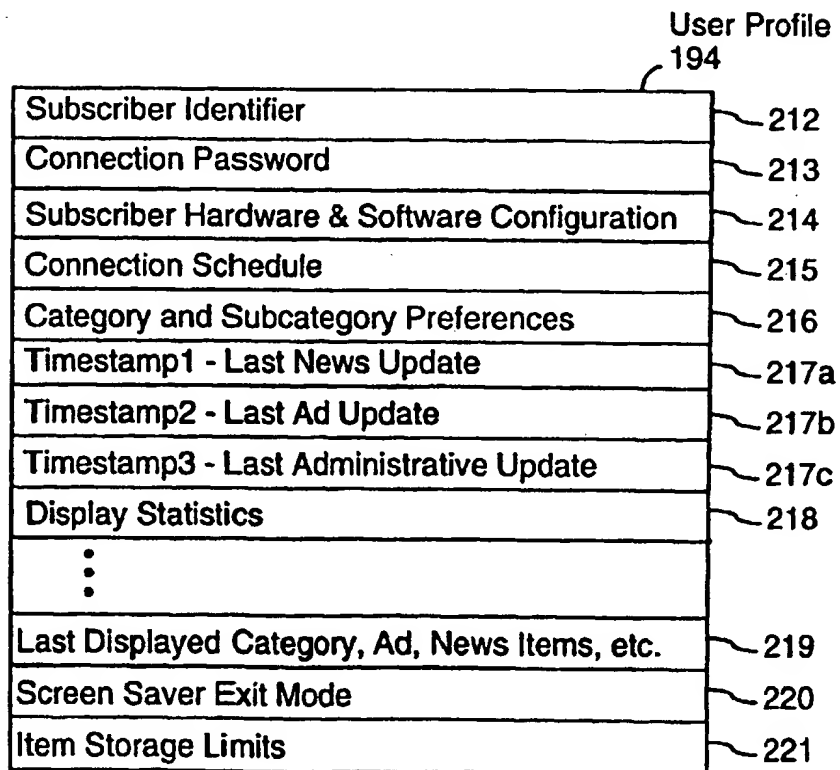 User Profile
194
Subscriber Identifier 212
Connection Password 213
Subscriber Hardware & Software Configuration 214
Connection Schedule 215
Category and Subcategory Preferences 216
Timestamp1 - Last News Update 217a
Timestamp2 - Last Ad Update 217b
Timestamp3 - Last Administrative Update 217c
Display Statistics 218
Last Displayed Category, Ad, News Items, etc. 219
Screen Saver Exit Mode 220
Item Storage Limits 221